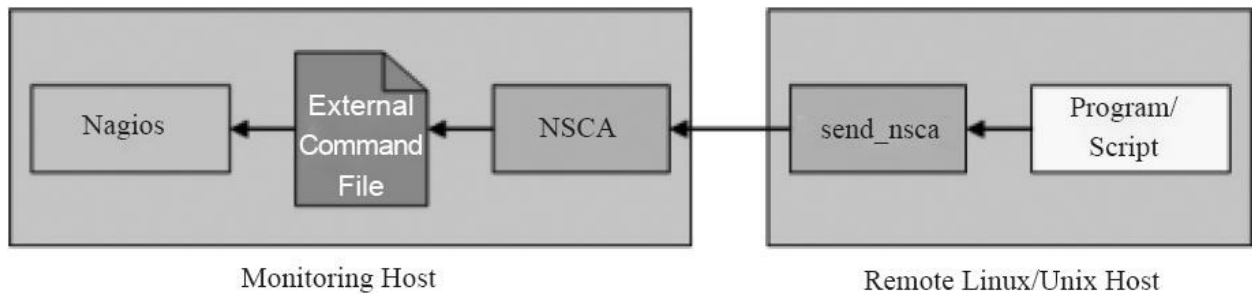 Nagios
External
Command
File
NSCA
send_nsca
Program/
Script
Monitoring Host
Remote Linux/Unix Host